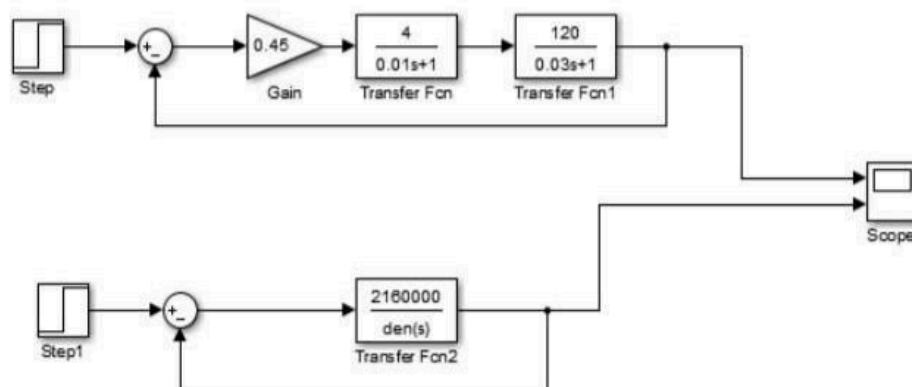 Step
+
-
0.45
Gain
4
0.01s+1
Transfer Fcn
120
0.03s+1
Transfer Fcn1
Scope
Step1
+
-
2160000
den(s)
Transfer Fcn2